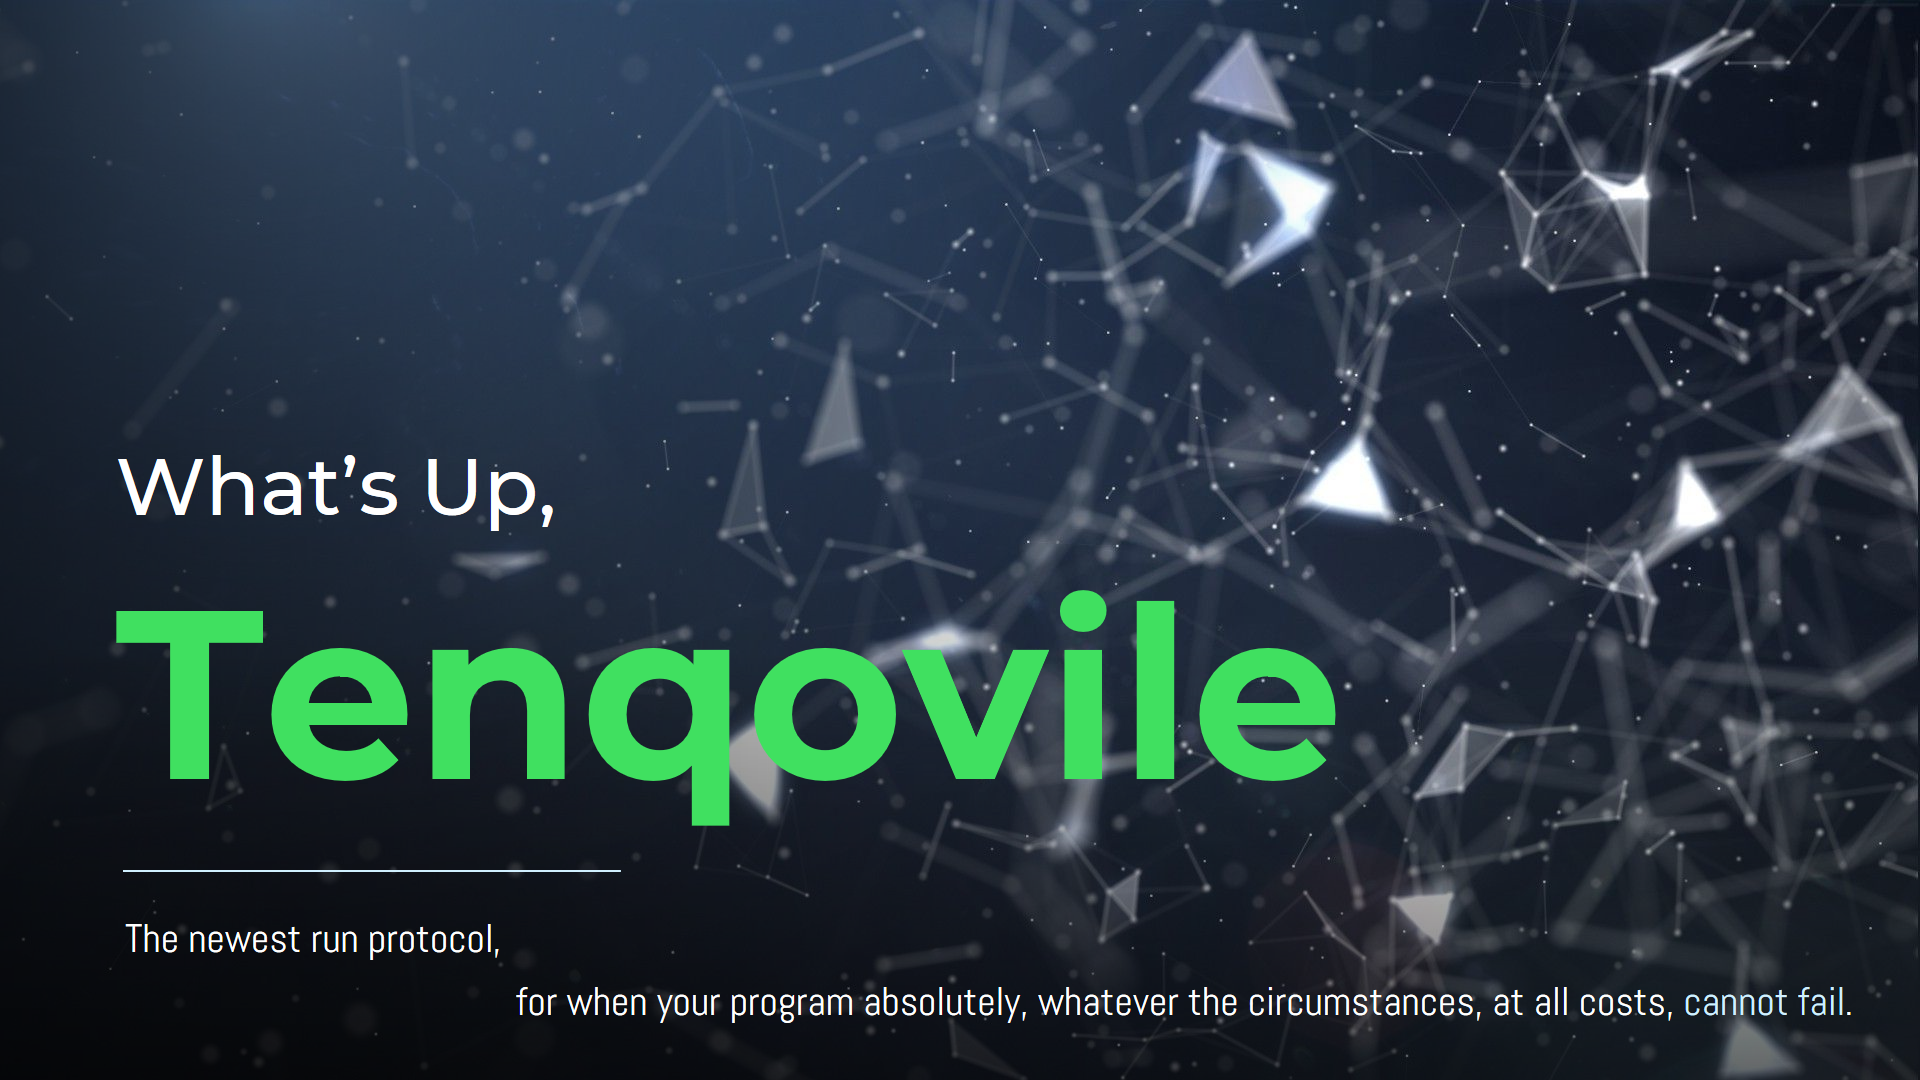 What’s Up,
Tenqovile
The newest run protocol,
for when your program absolutely, whatever the circumstances, at all costs, cannot fail.